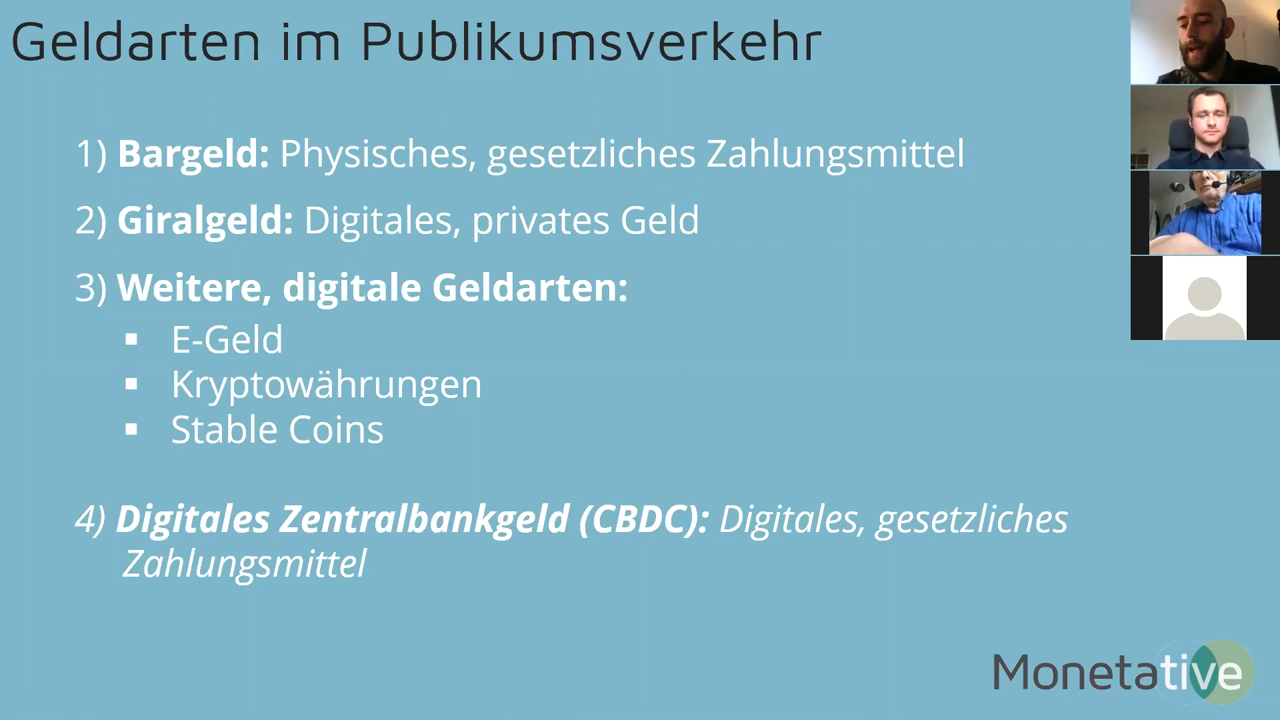 Geldarten im Publikumsverkehr
1) Bargeld: Physisches, gesetzliches Zahlungsmittel
2) Giralgeld: Digitales, privates Geld
3) Weitere, digitale Geldarten:
▪ E-Geld
▪ Kryptowährungen
▪ Stable Coins
4) Digitales Zentralbankgeld (CBDC): Digitales, gesetzliches
Zahlungsmittel
Monetative